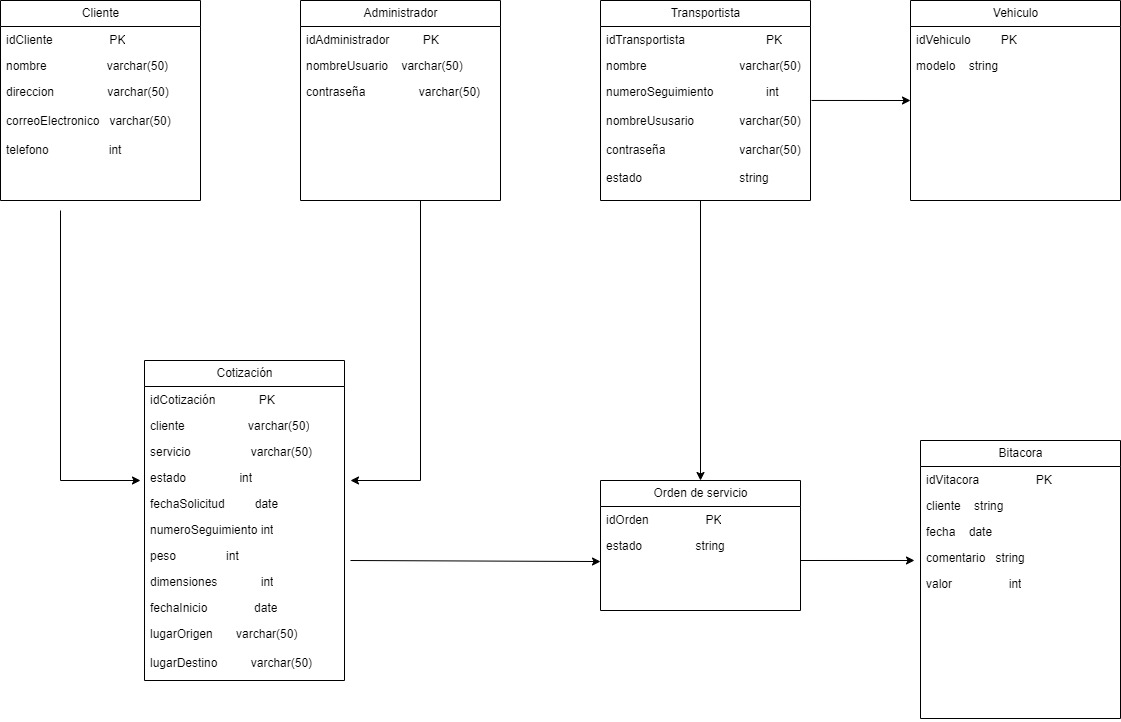 Cliente
idCliente PK
nombre varchar(50)
direccion varchar(50)
correoElectronico varchar(50)
telefono int
Administrador
idAdministrador PK
nombreUsuario varchar(50)
contraseña varchar(50)
Transportista
idTransportista PK
nombre varchar(50)
numeroSeguimiento int
nombreUsusario varchar(50)
contraseña varchar(50)
estado string
Vehiculo
idVehiculo PK
modelo string
Cotización
idCotización PK
cliente varchar(50)
servicio varchar(50)
estado int
fechaSolicitud date
numeroSeguimiento int
peso int
dimensiones int
fechaInicio date
lugarOrigen varchar(50)
lugarDestino varchar(50)
Orden de servicio
idOrden PK
estado string
Bitacora
idVitacora PK
cliente string
fecha date
comentario string
valor int